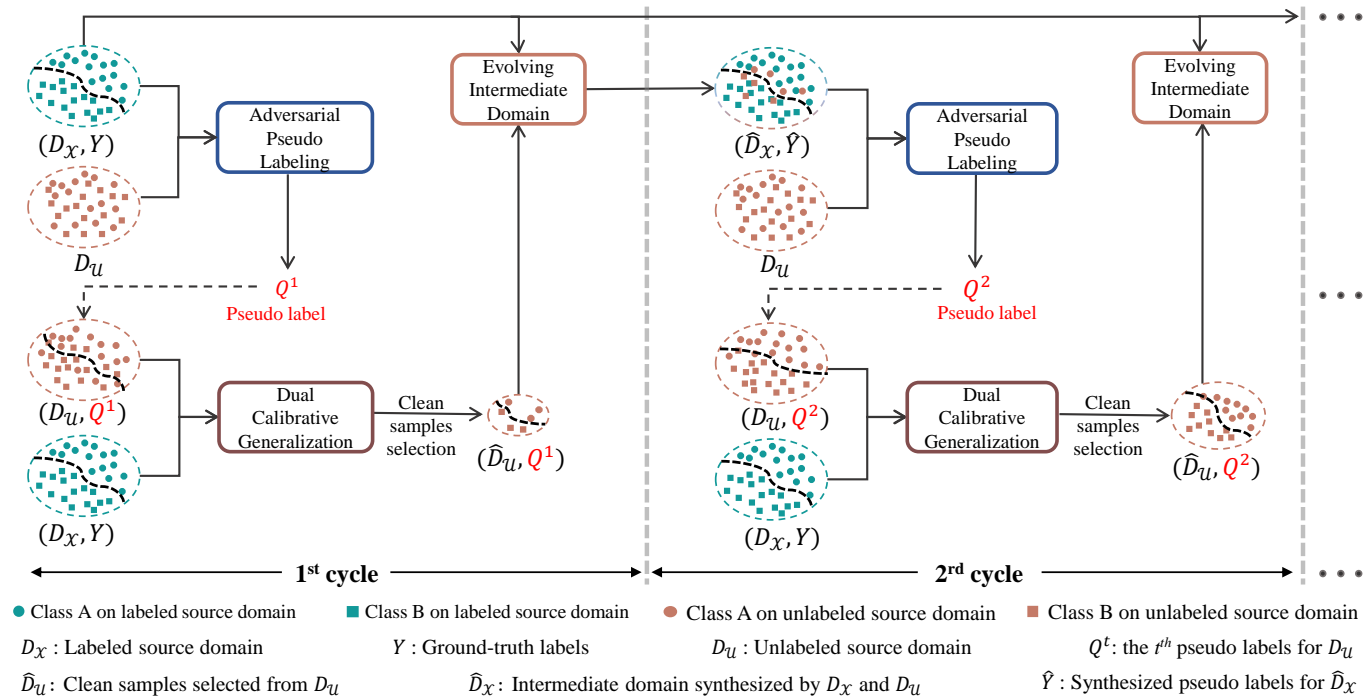 (D_X, Y)
D_U
Adversarial
Pseudo
Labeling
Q^1
Pseudo label
Evolving
Intermediate
Domain
(D_U, Q^1)
(D_X, Y)
Dual
Calibrative
Generalization
Clean
samples
selection
(D̂_U, Q^1)
(D̂_X, Ŷ)
D_U
Adversarial
Pseudo
Labeling
Q^2
Pseudo label
Evolving
Intermediate
Domain
(D_U, Q^2)
(D_X, Y)
Dual
Calibrative
Generalization
Clean
samples
selection
(D̂_U, Q^2)
1st cycle
2rd cycle
Class A on labeled source domain
Class B on labeled source domain
Class A on unlabeled source domain
Class B on unlabeled source domain
D_X : Labeled source domain
Y : Ground-truth labels
D_U : Unlabeled source domain
Q^t: the t^th pseudo labels for D_U
D̂_U: Clean samples selected from D_U
D̂_X: Intermediate domain synthesized by D_X and D_U
Ŷ: Synthesized pseudo labels for D̂_X